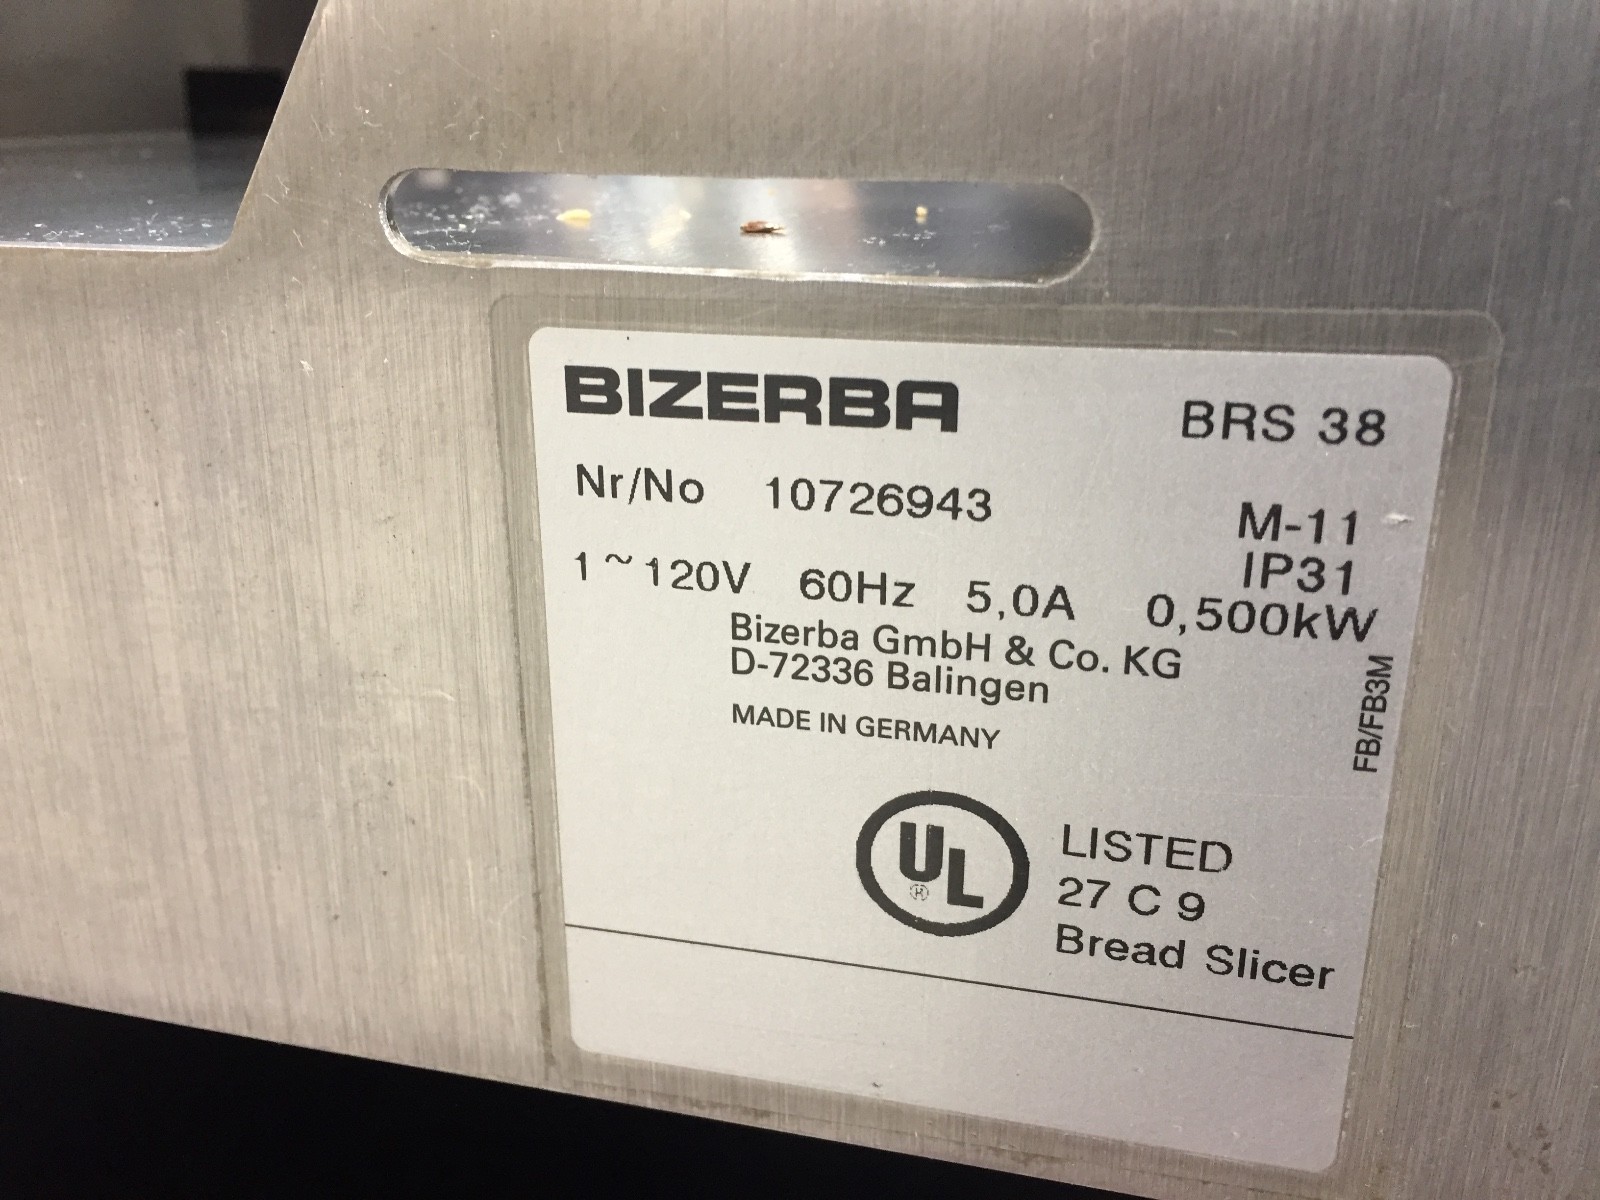 BIZERBA BRS 38
Nr/No 10726943 M-11
IP31
1~120V 60Hz 5,0A 0,500kW
Bizerba GmbH & Co. KG
D-72336 Balingen
MADE IN GERMANY
FB/FB3M
UL ® LISTED
27 C 9
Bread Slicer